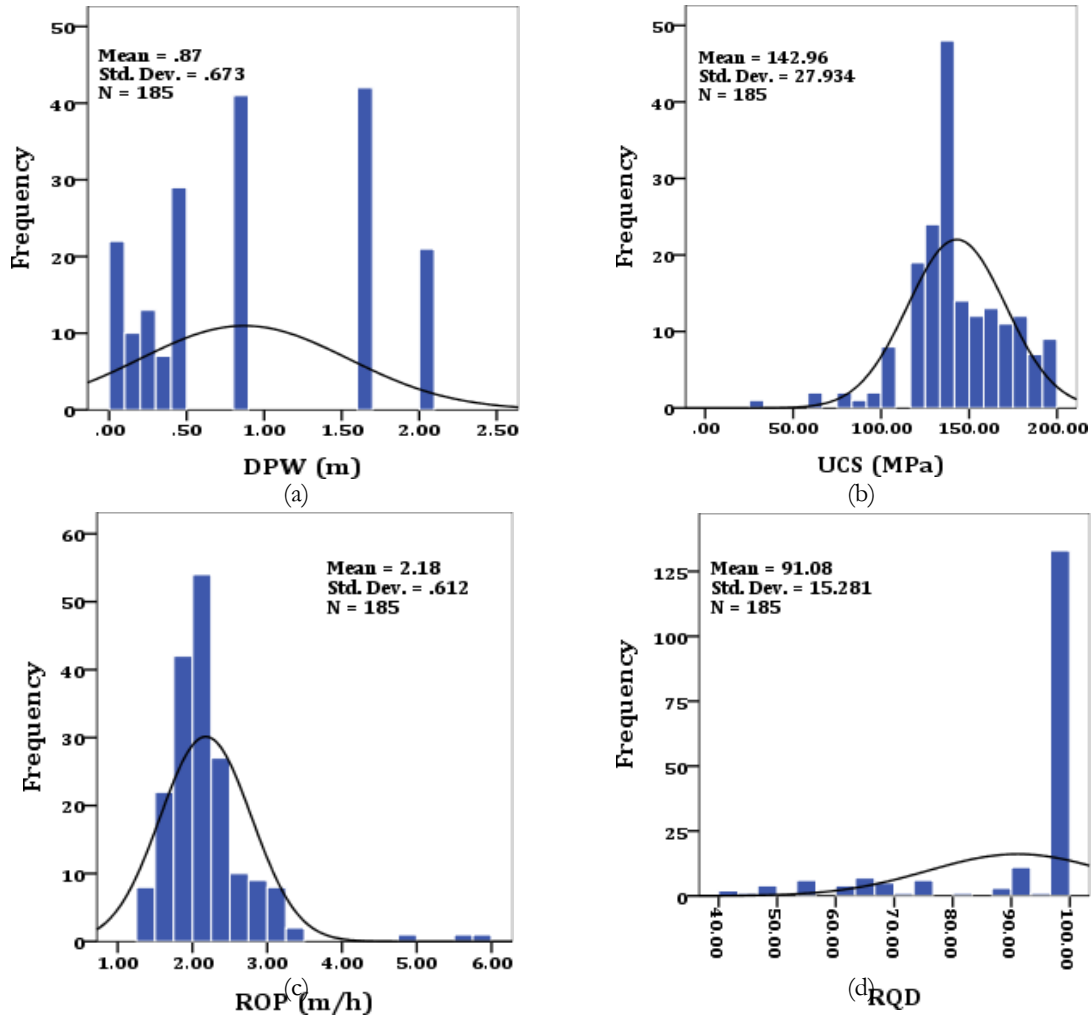 50
40
30
20
10
0
Frequency
Mean = .87
Std. Dev. = .673
N = 185
.00 .50 1.00 1.50 2.00 2.50
DPW (m)
(a)
50
40
30
20
10
0
Frequency
Mean = 142.96
Std. Dev. = 27.934
N = 185
.00 50.00 100.00 150.00 200.00
UCS (MPa)
(b)
60
50
40
30
20
10
0
Frequency
Mean = 2.18
Std. Dev. = .612
N = 185
1.00 2.00 3.00 4.00 5.00 6.00
ROP (m/h)
(c)
125
100
75
50
25
0
Frequency
Mean = 91.08
Std. Dev. = 15.281
N = 185
40.00 50.00 60.00 70.00 80.00 90.00 100.00
RQD
(d)